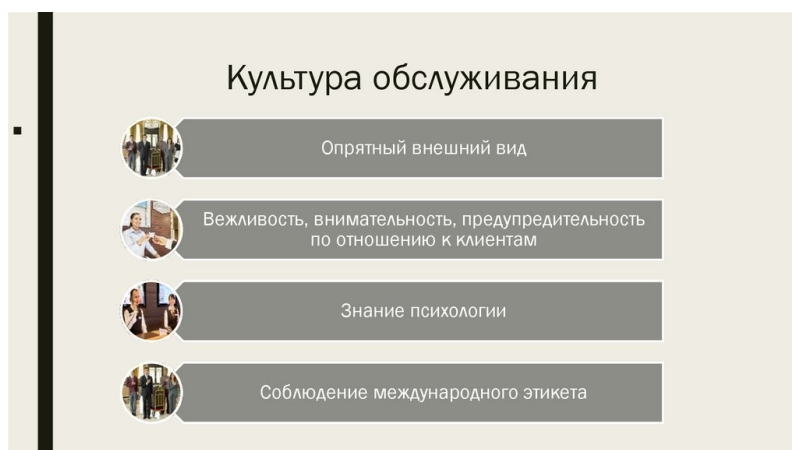 Культура обслуживания
Опрятный внешний вид
Вежливость, внимательность, предупредительность
по отношению к клиентам
Знание психологии
Соблюдение международного этикета